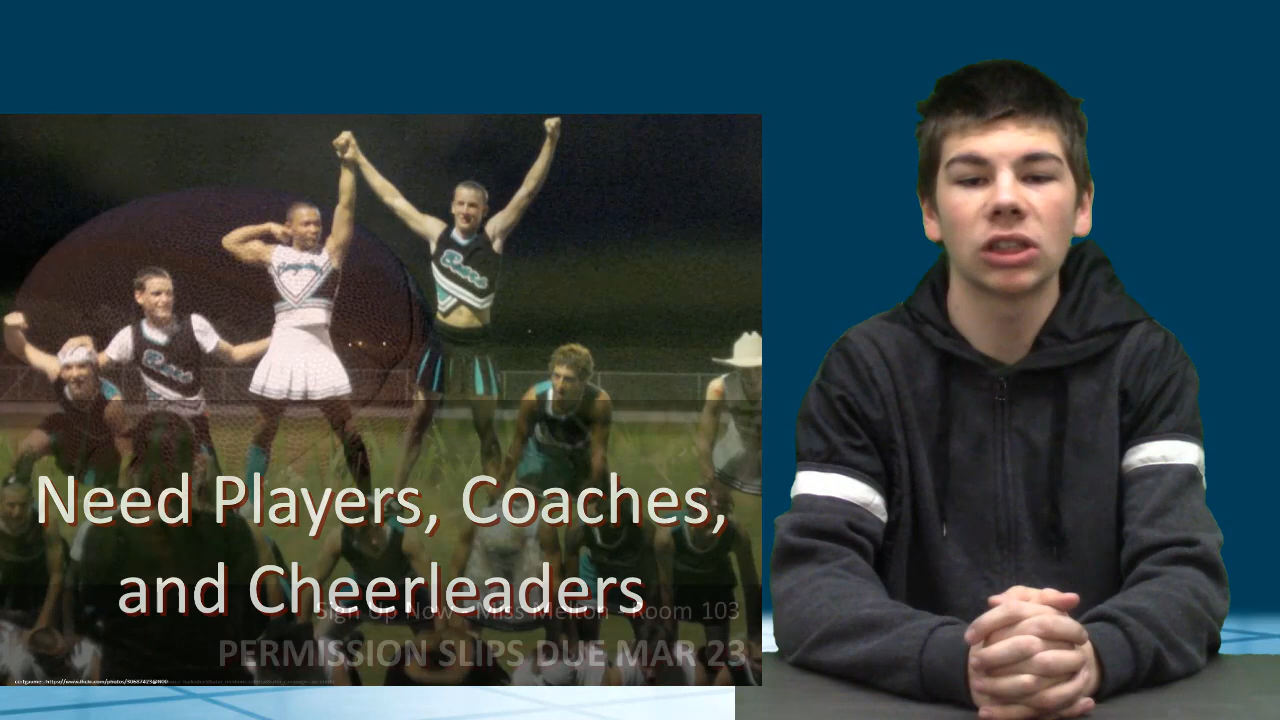 Need Players, Coaches,
and Cheerleaders
Sign Up Now - Miss Melton - Room 103
PERMISSION SLIPS DUE MAR 23